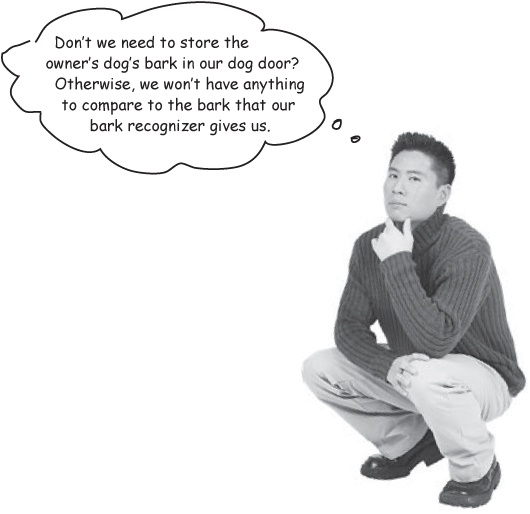 Don't we need to store the
owner's dog's bark in our dog door?
Otherwise, we won't have anything
to compare to the bark that our
bark recognizer gives us.